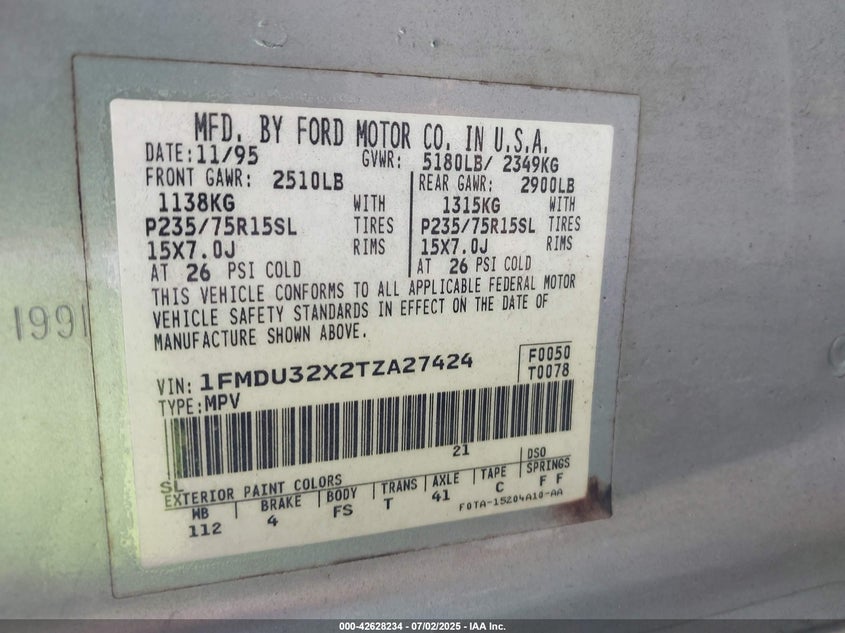 MFD. BY FORD MOTOR CO. IN U.S.A.
DATE: 11/95 GVWR: 5180LB/ 2349KG
FRONT GAWR: 2510LB REAR GAWR: 2900LB
1138KG WITH 1315KG WITH
P235/75R15SL TIRES P235/75R15SL TIRES
15X7.0J RIMS 15X7.0J RIMS
AT 26 PSI COLD AT 26 PSI COLD
THIS VEHICLE CONFORMS TO ALL APPLICABLE FEDERAL MOTOR
VEHICLE SAFETY STANDARDS IN EFFECT ON THE DATE OF
MANUFACTURE SHOWN ABOVE.
VIN: 1FMDU32X2TZA27424 F0050
TYPE: MPV T0078
21
SL DSO
EXTERIOR PAINT COLORS
WB BRAKE BODY TRANS AXLE TAPE SPRINGS
112 4 FS T 41 C F F
F0TA-15204A10-AA
1991
000-42628234 - 07/02/2025 - IAA Inc.